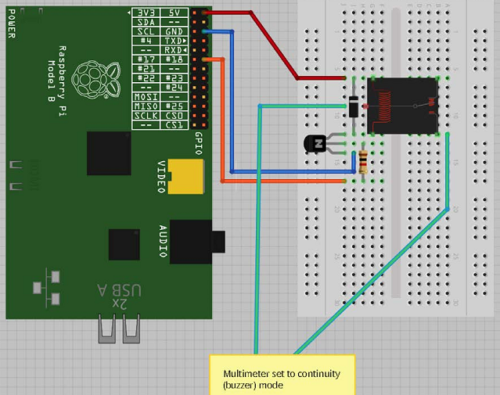 POWER
Raspberry Pi
Model B
3V3 5V
SDA --
SCL GND
#4 TXD
-- RXD
#17 #18
#21 --
#22 #23
-- #24
MOSI --
MISO #25
SCLK CS0
-- CS1
GPIO
VIDEO
AUDIO
2x
USB A
N
Multimeter set to continuity
(buzzer) mode